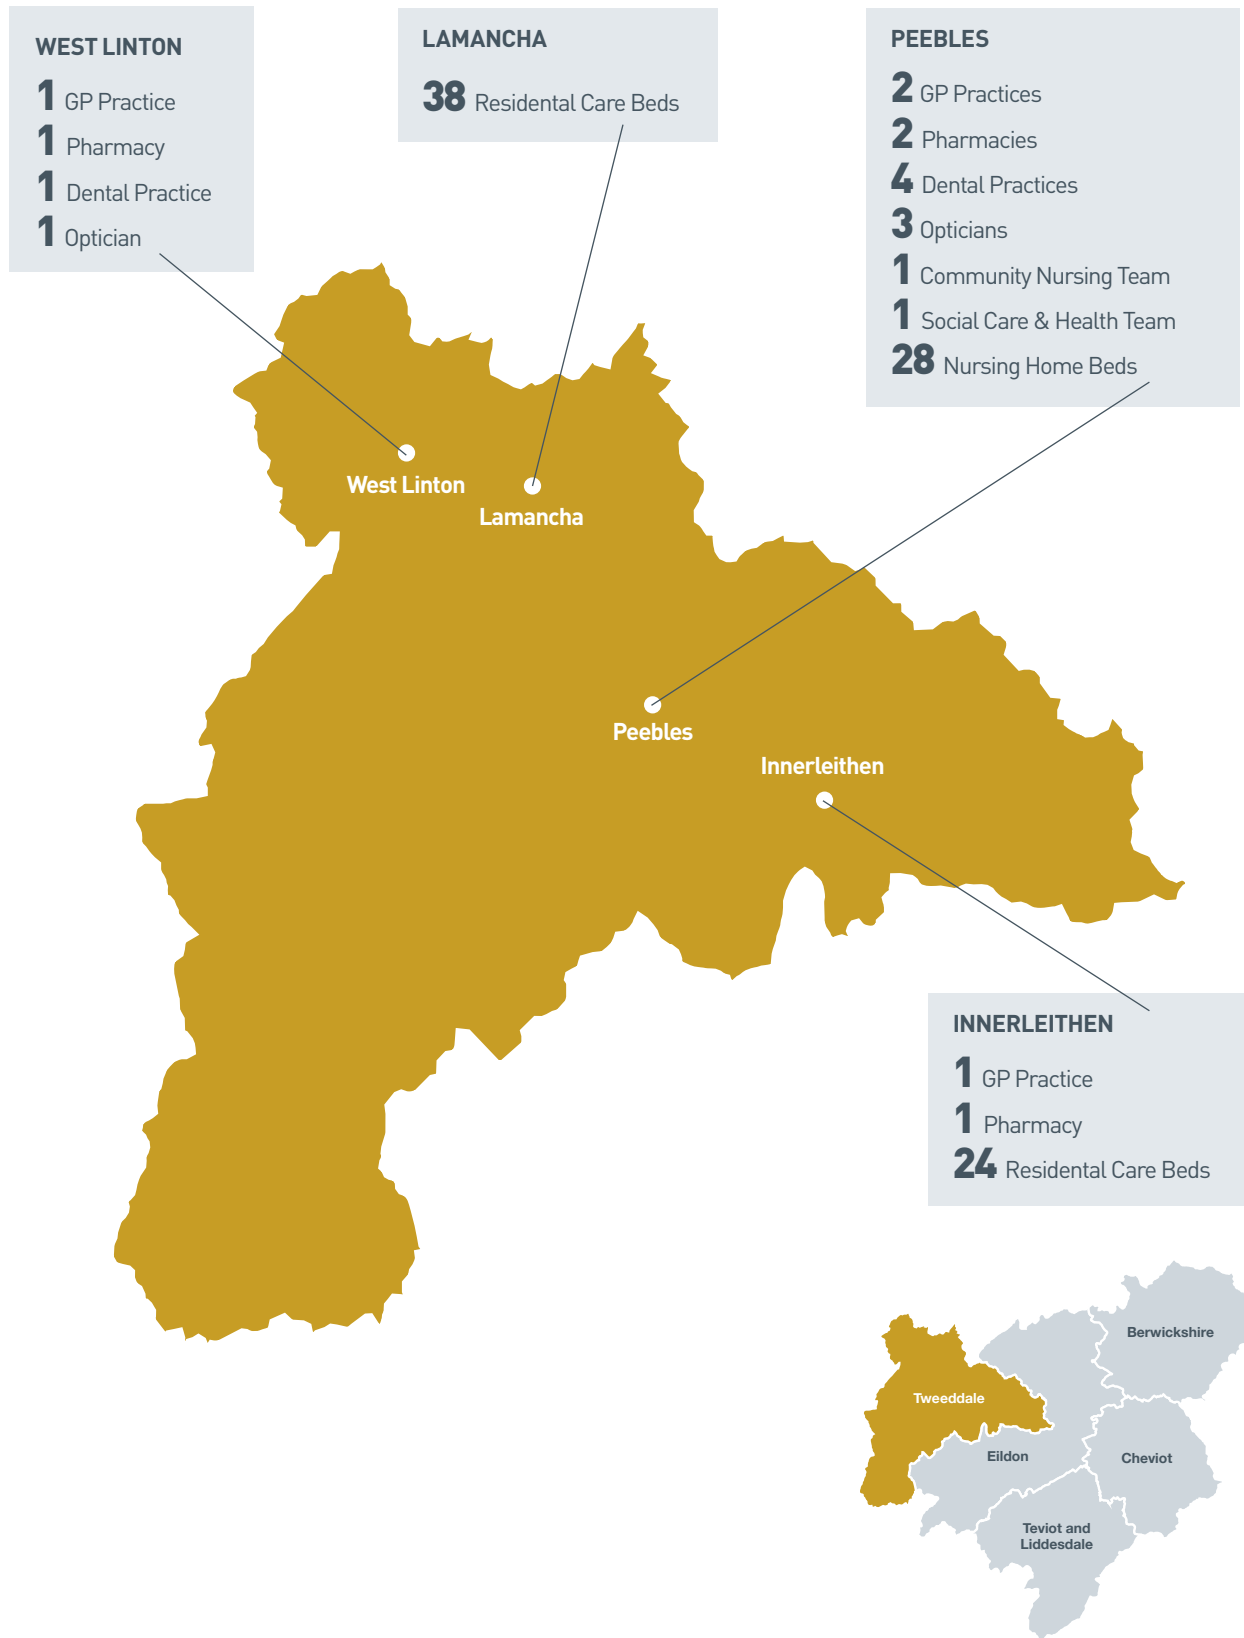 WEST LINTON
1 GP Practice
1 Pharmacy
1 Dental Practice
1 Optician
LAMANCHA
38 Residental Care Beds
PEEBLES
2 GP Practices
2 Pharmacies
4 Dental Practices
3 Opticians
1 Community Nursing Team
1 Social Care & Health Team
28 Nursing Home Beds
West Linton
Lamancha
Peebles
Innerleithen
INNERLEITHEN
1 GP Practice
1 Pharmacy
24 Residental Care Beds
Berwickshire
Tweeddale
Eildon
Cheviot
Teviot and
Liddesdale